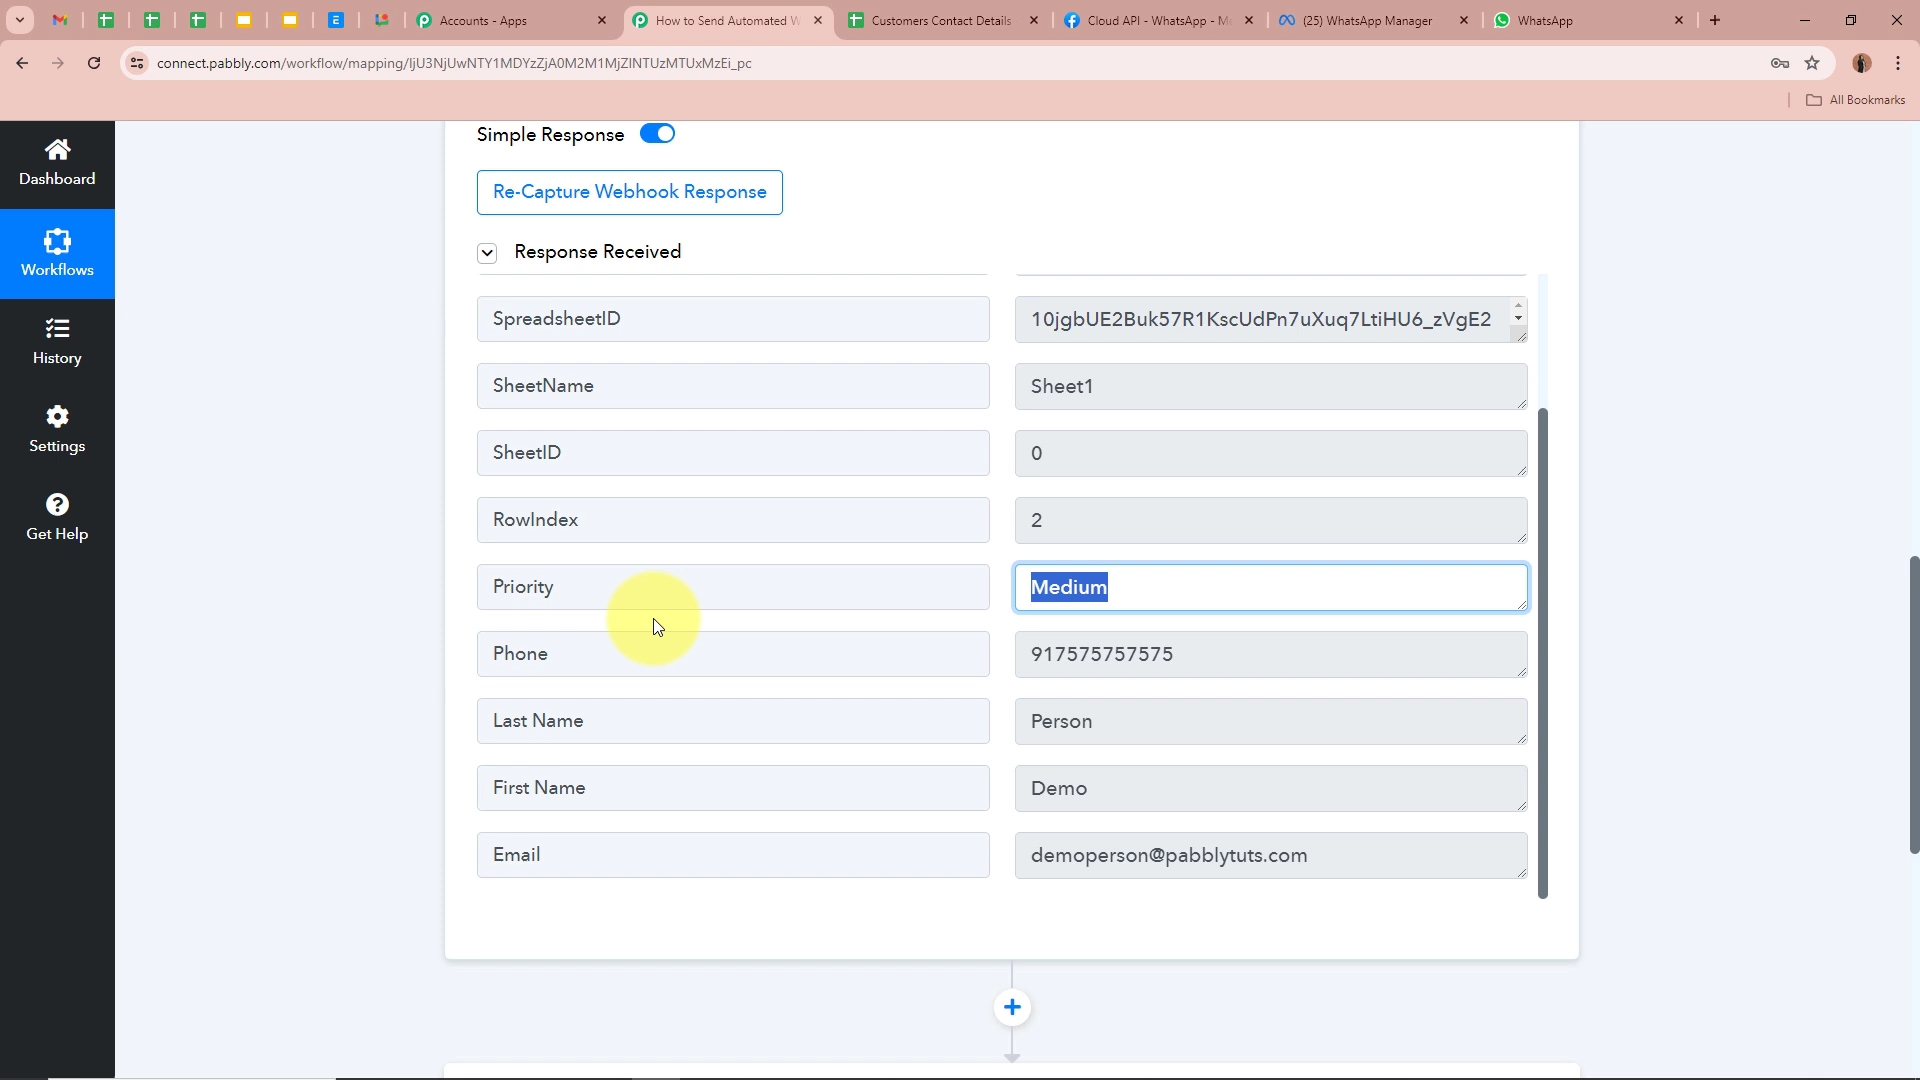 Accounts - Apps
How to Send Automated W
Customers Contact Details
Cloud API - WhatsApp - M
(25) WhatsApp Manager
WhatsApp
connect.pabbly.com/workflow/mapping/IjU3NjUwNTY1MDYzZjA0M2M1MjZlNTUzMTUxMzEi_pc
All Bookmarks
Dashboard
Workflows
History
Settings
Get Help
Simple Response
Re-Capture Webhook Response
Response Received
SpreadsheetID
10jgbUE2Buk57R1KscUdPn7uXuq7LtiHU6_zVgE2
SheetName
Sheet1
SheetID
0
RowIndex
2
Priority
Medium
Phone
917575757575
Last Name
Person
First Name
Demo
Email
demoperson@pabblytuts.com